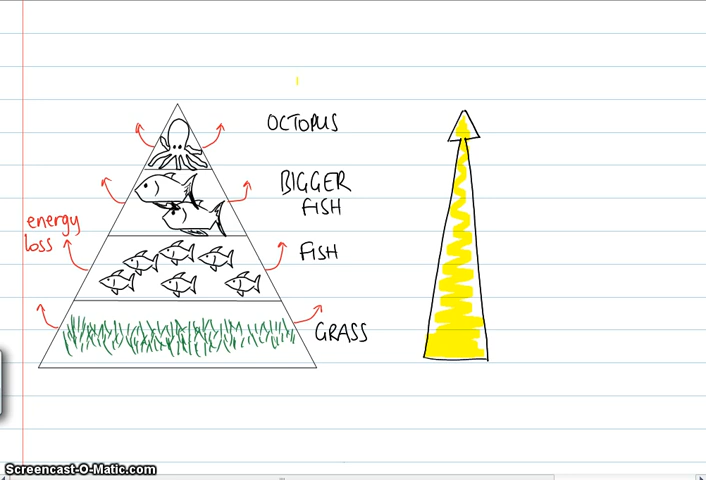 OCTOPUS
BIGGER
FISH
energy
loss
FISH
GRASS
Screencast-O-Matic.com